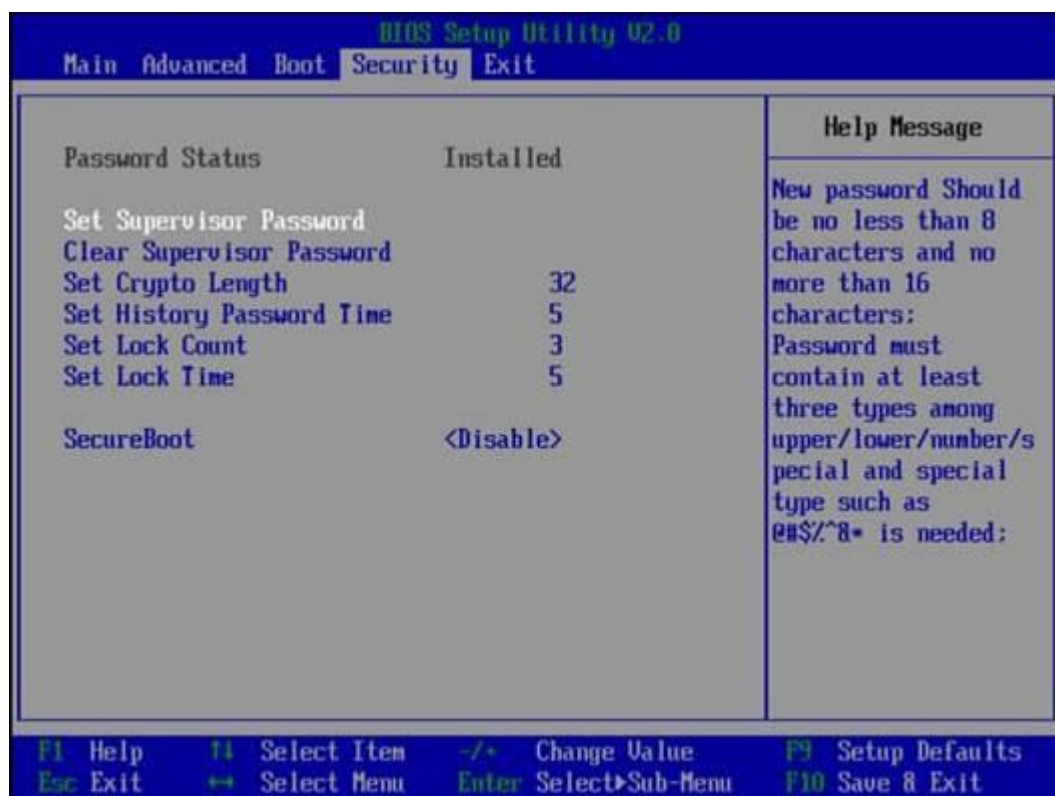 BIOS Setup Utility V2.0
Main Advanced Boot Security Exit
Password Status Installed
Set Supervisor Password
Clear Supervisor Password
Set Crypto Length 32
Set History Password Time 5
Set Lock Count 3
Set Lock Time 5
SecureBoot <Disable>
Help Message
New password Should
be no less than 8
characters and no
more than 16
characters;
Password must
contain at least
three types among
upper/lower/number/s
pecial and special
type such as
@#$%^&* is needed;
F1 Help ↑↓ Select Item -/+ Change Value F9 Setup Defaults
Esc Exit ↔ Select Menu Enter Select▶Sub-Menu F10 Save & Exit